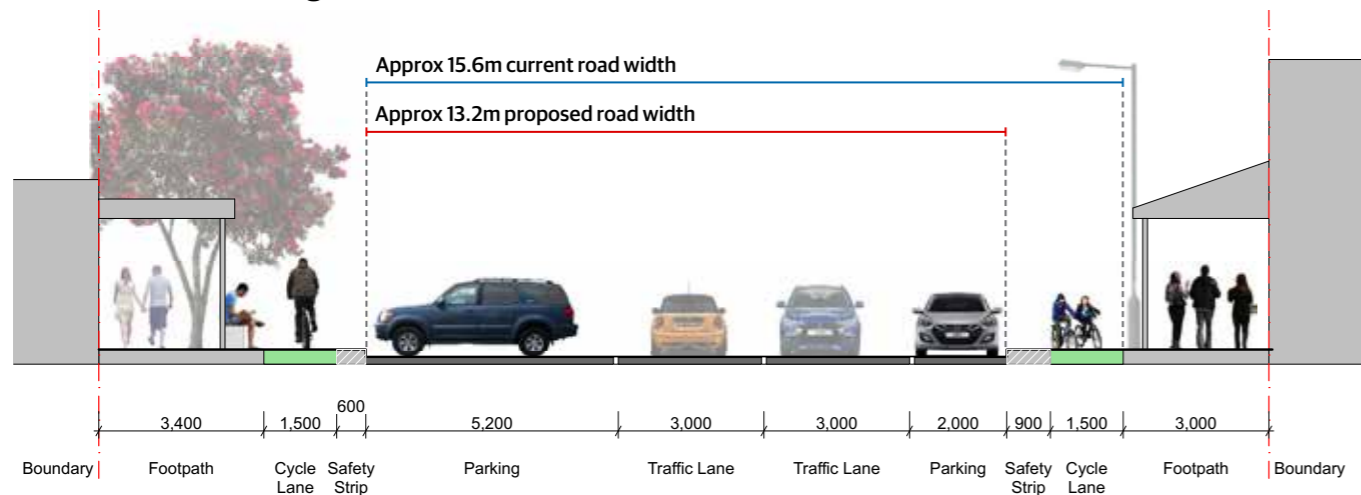 Approx 15.6m current road width
Approx 13.2m proposed road width
3,400 1,500 600 5,200 3,000 3,000 2,000 900 1,500 3,000
Boundary Footpath Cycle Safety Parking Traffic Lane Traffic Lane Parking Safety Cycle Footpath Boundary
Lane Strip Strip Lane